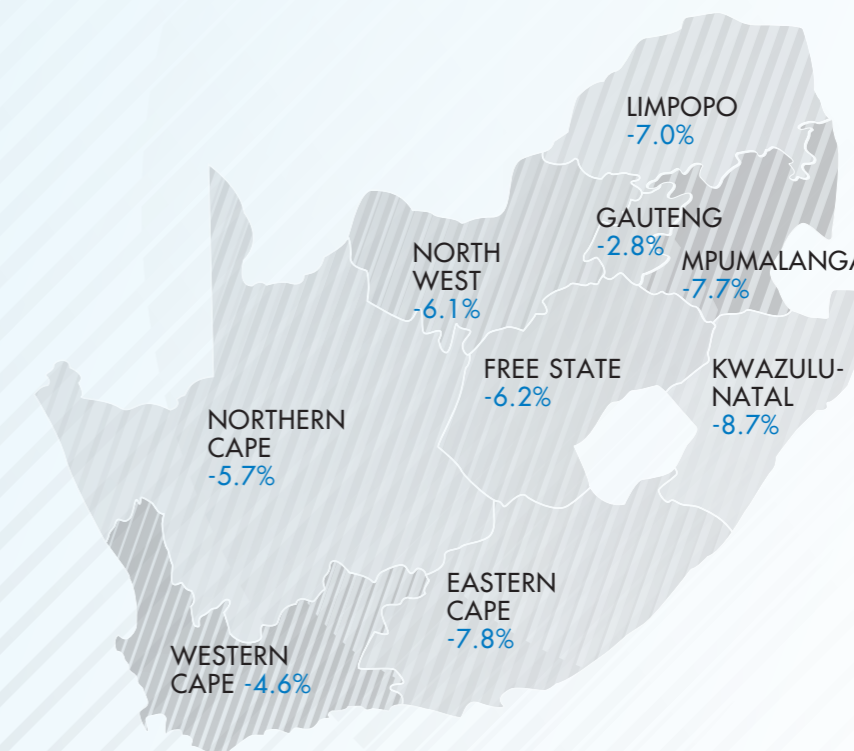 LIMPOPO
-7.0%
GAUTENG
-2.8%
MPUMALANGA
-7.7%
NORTH
WEST
-6.1%
FREE STATE
-6.2%
KWAZULU-
NATAL
-8.7%
NORTHERN
CAPE
-5.7%
EASTERN
CAPE
-7.8%
WESTERN
CAPE -4.6%